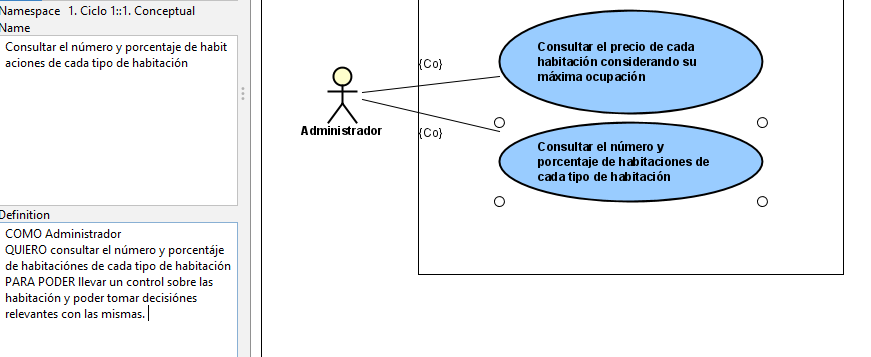 Namespace 1. Ciclo 1::1. Conceptual
Name
Consultar el número y porcentaje de habit
aciones de cada tipo de habitación
Definition
COMO Administrador
QUIERO consultar el número y porcentáje
de habitaciónes de cada tipo de habitación
PARA PODER llevar un control sobre las
habitación y poder tomar decisiónes
relevantes con las mismas.
Administrador
{Co}
{Co}
Consultar el precio de cada
habitación considerando su
máxima ocupación
Consultar el número y
porcentaje de habitaciones de
cada tipo de habitación